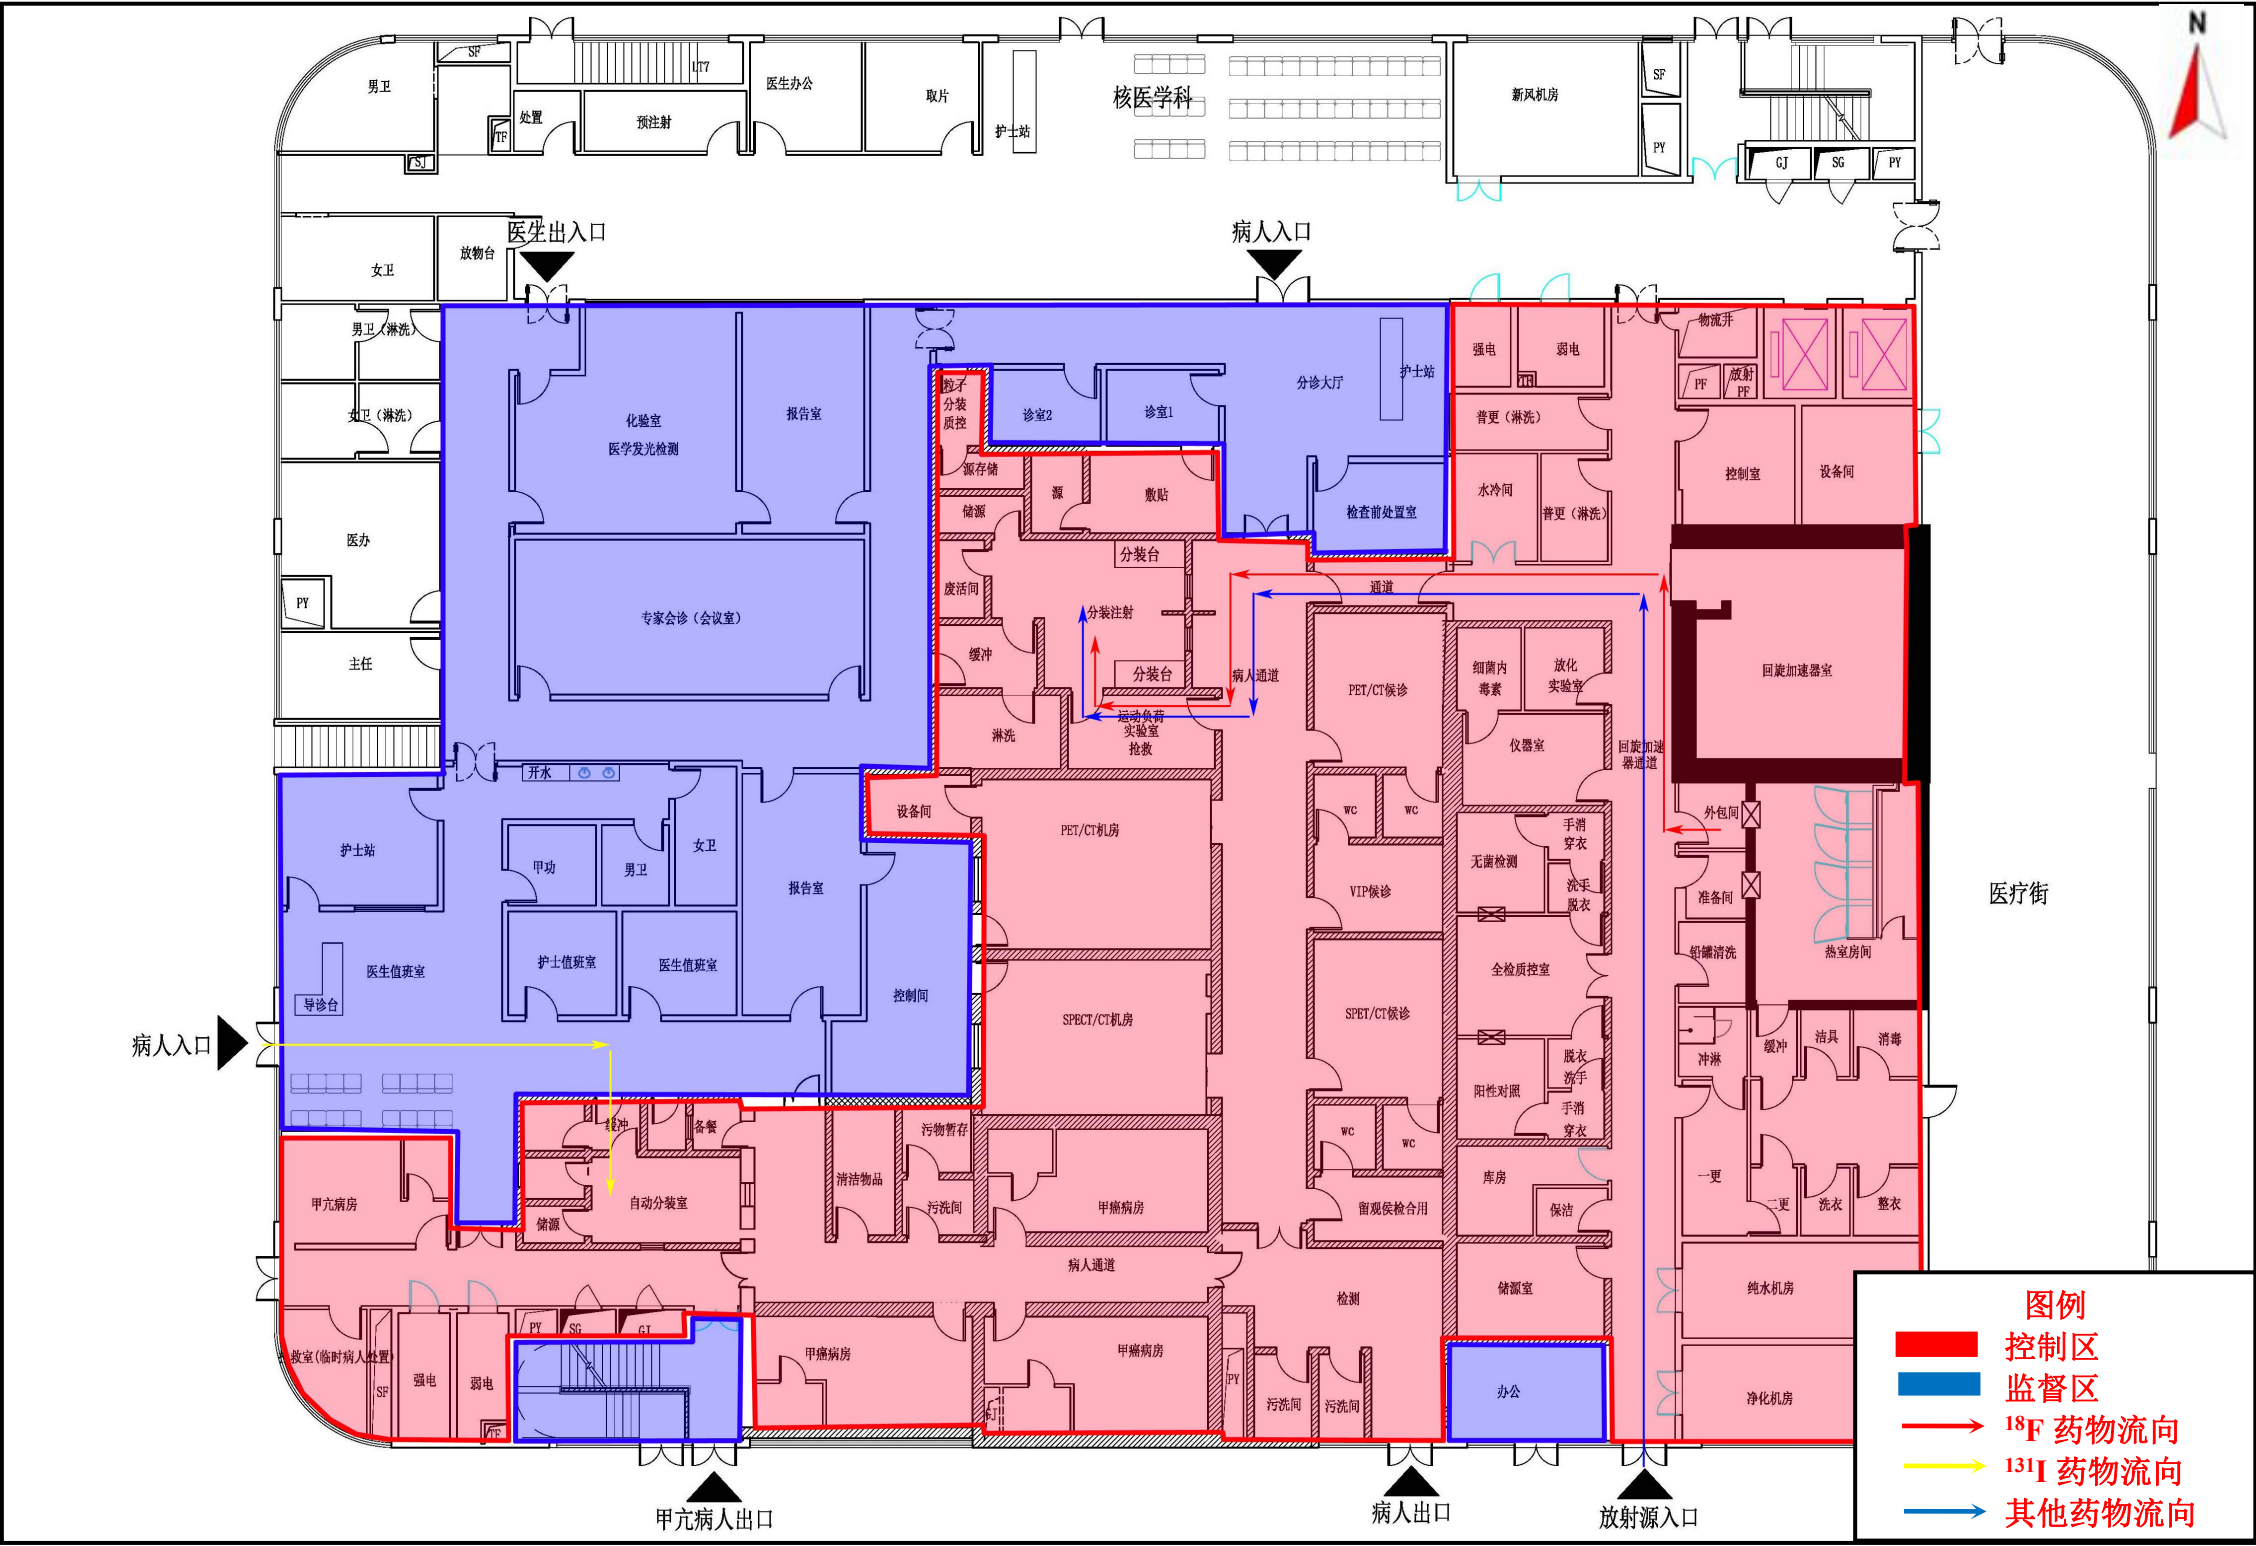 N
SF
LT7
男卫
医生办公
取片
核医学科
护士站
新风机房
SF
处置
预注射
TF
SJ
PY
GJ
SG
PY
医生出入口
病人入口
女卫
放物台
男卫(淋洗)
女卫(淋洗)
医办
PY
主任
化验室
医学发光检测
报告室
专家会诊(会议室)
粒子
分装
质控
诊室2
诊室1
分诊大厅
护士站
强电
弱电
TF
物流井
PF
放射
PF
普更(淋洗)
源存储
源
敷贴
储源
检查前处置室
水冷间
普更(淋洗)
控制室
设备间
分装台
废活间
分装注射
通道
缓冲
分装台
病人通道
PET/CT候诊
细菌内
毒素
放化
实验室
回旋加速器室
淋洗
运动负荷
实验室
抢救
仪器室
回旋加速
器通道
开水
设备间
PET/CT机房
WC
WC
外包间
护士站
甲功
男卫
女卫
报告室
VIP候诊
无菌检测
手消
穿衣
洗手
脱衣
准备间
医疗街
医生值班室
护士值班室
医生值班室
控制间
导诊台
全检质控室
铅罐清洗
热室房间
SPECT/CT机房
SPET/CT候诊
病人入口
冲淋
缓冲
洁具
消毒
阳性对照
脱衣
洗手
手消
穿衣
缓冲
备餐
污物暂存
WC
WC
甲亢病房
储源
自动分装室
清洁物品
污洗间
甲癌病房
留观侯检合用
库房
保洁
一更
二更
洗衣
整衣
病人通道
检测
储源室
纯水机房
PY
SG
GJ
救室(临时病人处置)
SF
强电
弱电
TF
甲癌病房
甲癌病房
GJ
PY
污洗间
污洗间
办公
净化机房
甲亢病人出口
病人出口
放射源入口
图例
控制区
监督区
18F 药物流向
131I 药物流向
其他药物流向